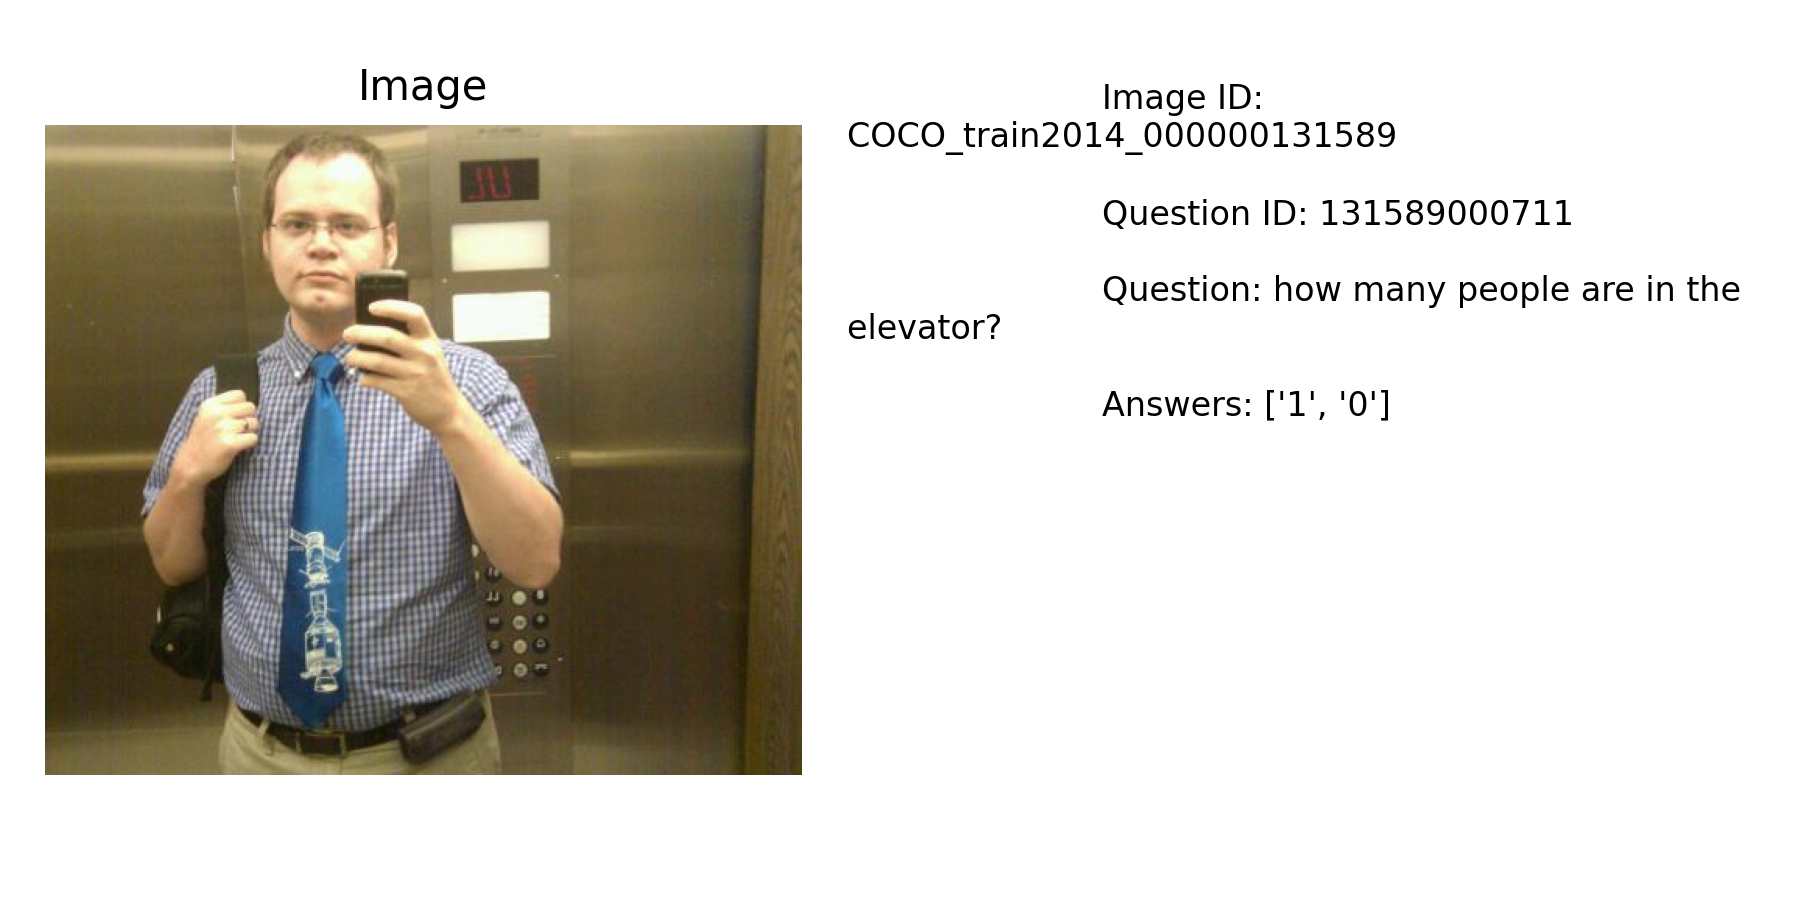 Image
Image ID:
COCO_train2014_000000131589
Question ID: 131589000711
Question: how many people are in the
elevator?
Answers: ['1', '0']